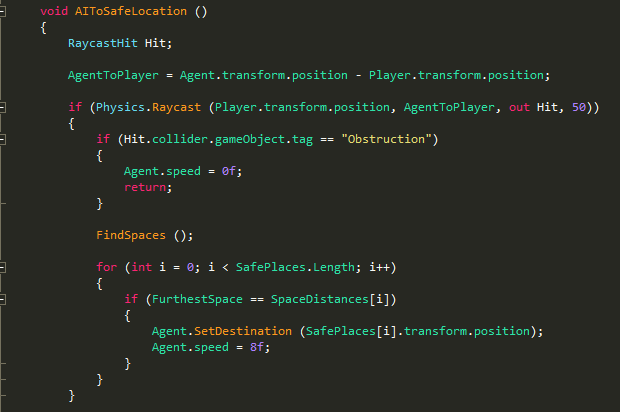 void AIToSafeLocation ()
{
RaycastHit Hit;
AgentToPlayer = Agent.transform.position - Player.transform.position;
if (Physics.Raycast (Player.transform.position, AgentToPlayer, out Hit, 50))
{
if (Hit.collider.gameObject.tag == "Obstruction")
{
Agent.speed = 0f;
return;
}
FindSpaces ();
for (int i = 0; i < SafePlaces.Length; i++)
{
if (FurthestSpace == SpaceDistances[i])
{
Agent.SetDestination (SafePlaces[i].transform.position);
Agent.speed = 8f;
}
}
}